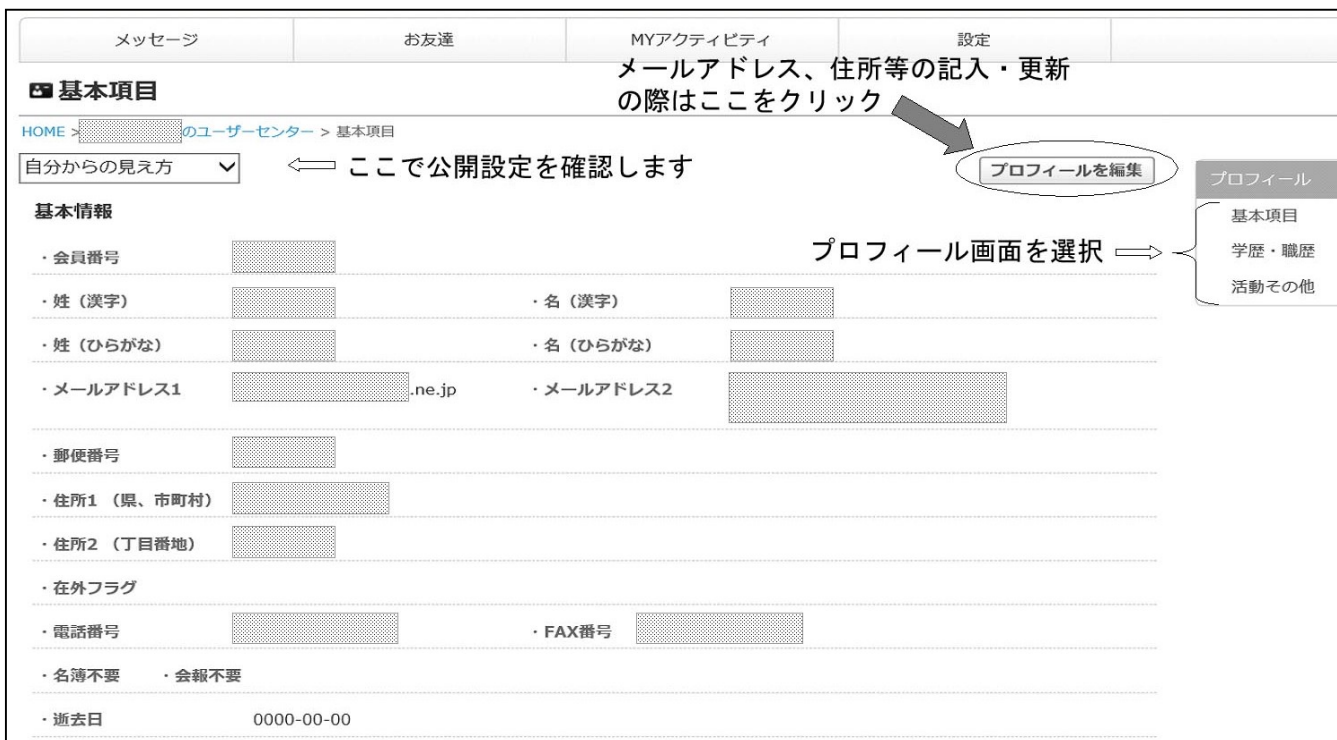 メッセージ お友達 MYアクティビティ 設定
メールアドレス、住所等の記入・更新
の際はここをクリック
基本項目
HOME > のユーザーセンター > 基本項目
自分からの見え方
ここで公開設定を確認します
プロフィールを編集
プロフィール
基本項目
学歴・職歴
活動その他
プロフィール画面を選択
基本情報
・会員番号
・姓（漢字） ・名（漢字）
・姓（ひらがな） ・名（ひらがな）
・メールアドレス1 .ne.jp ・メールアドレス2
・郵便番号
・住所1 （県、市町村）
・住所2 （丁目番地）
・在外フラグ
・電話番号 ・FAX番号
・名簿不要 ・会報不要
・逝去日 0000-00-00